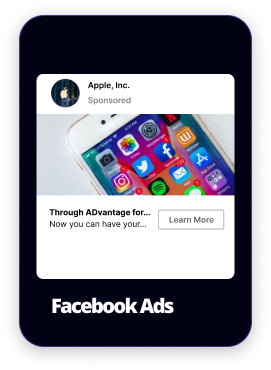 Apple, Inc.
Sponsored
Through ADvantage for...
Now you can have your...
Learn More
Facebook Ads